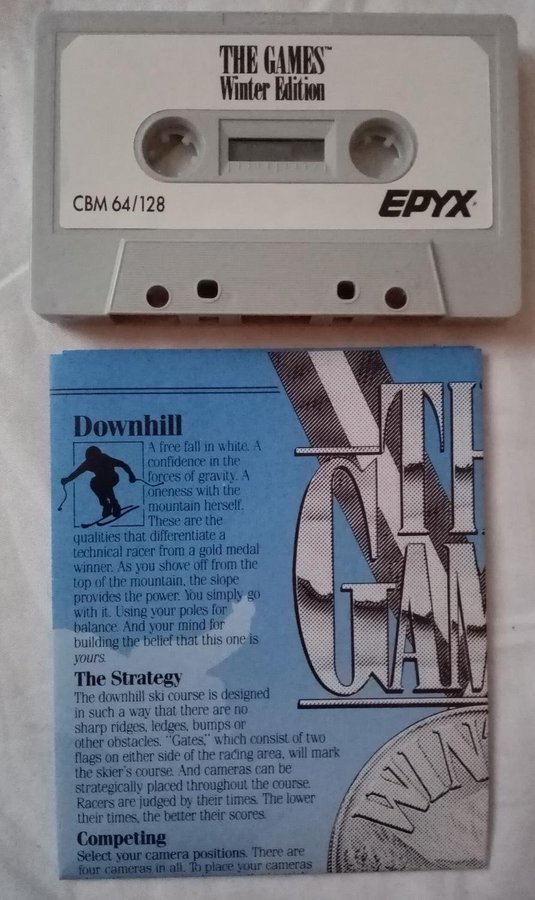 THE GAMES™
Winter Edition
CBM 64/128
EPYX
Downhill
A free fall in white. A
confidence in the
forces of gravity. A
oneness with the
mountain herself.
These are the
qualities that differentiate a
technical racer from a gold medal
winner. As you shove off from the
top of the mountain, the slope
provides the power. You simply go
with it. Using your poles for
balance. And your mind for
building the belief that this one is
yours.
The Strategy
The downhill ski course is designed
in such a way that there are no
sharp ridges, ledges, bumps or
other obstacles. "Gates," which consist of two
flags on either side of the racing area, will mark
the skier's course. And cameras can be
strategically placed throughout the course.
Racers are judged by their times. The lower
their times, the better their scores.
Competing
Select your camera positions. There are
four cameras in all. To place your cameras
TH
GAM
WIN